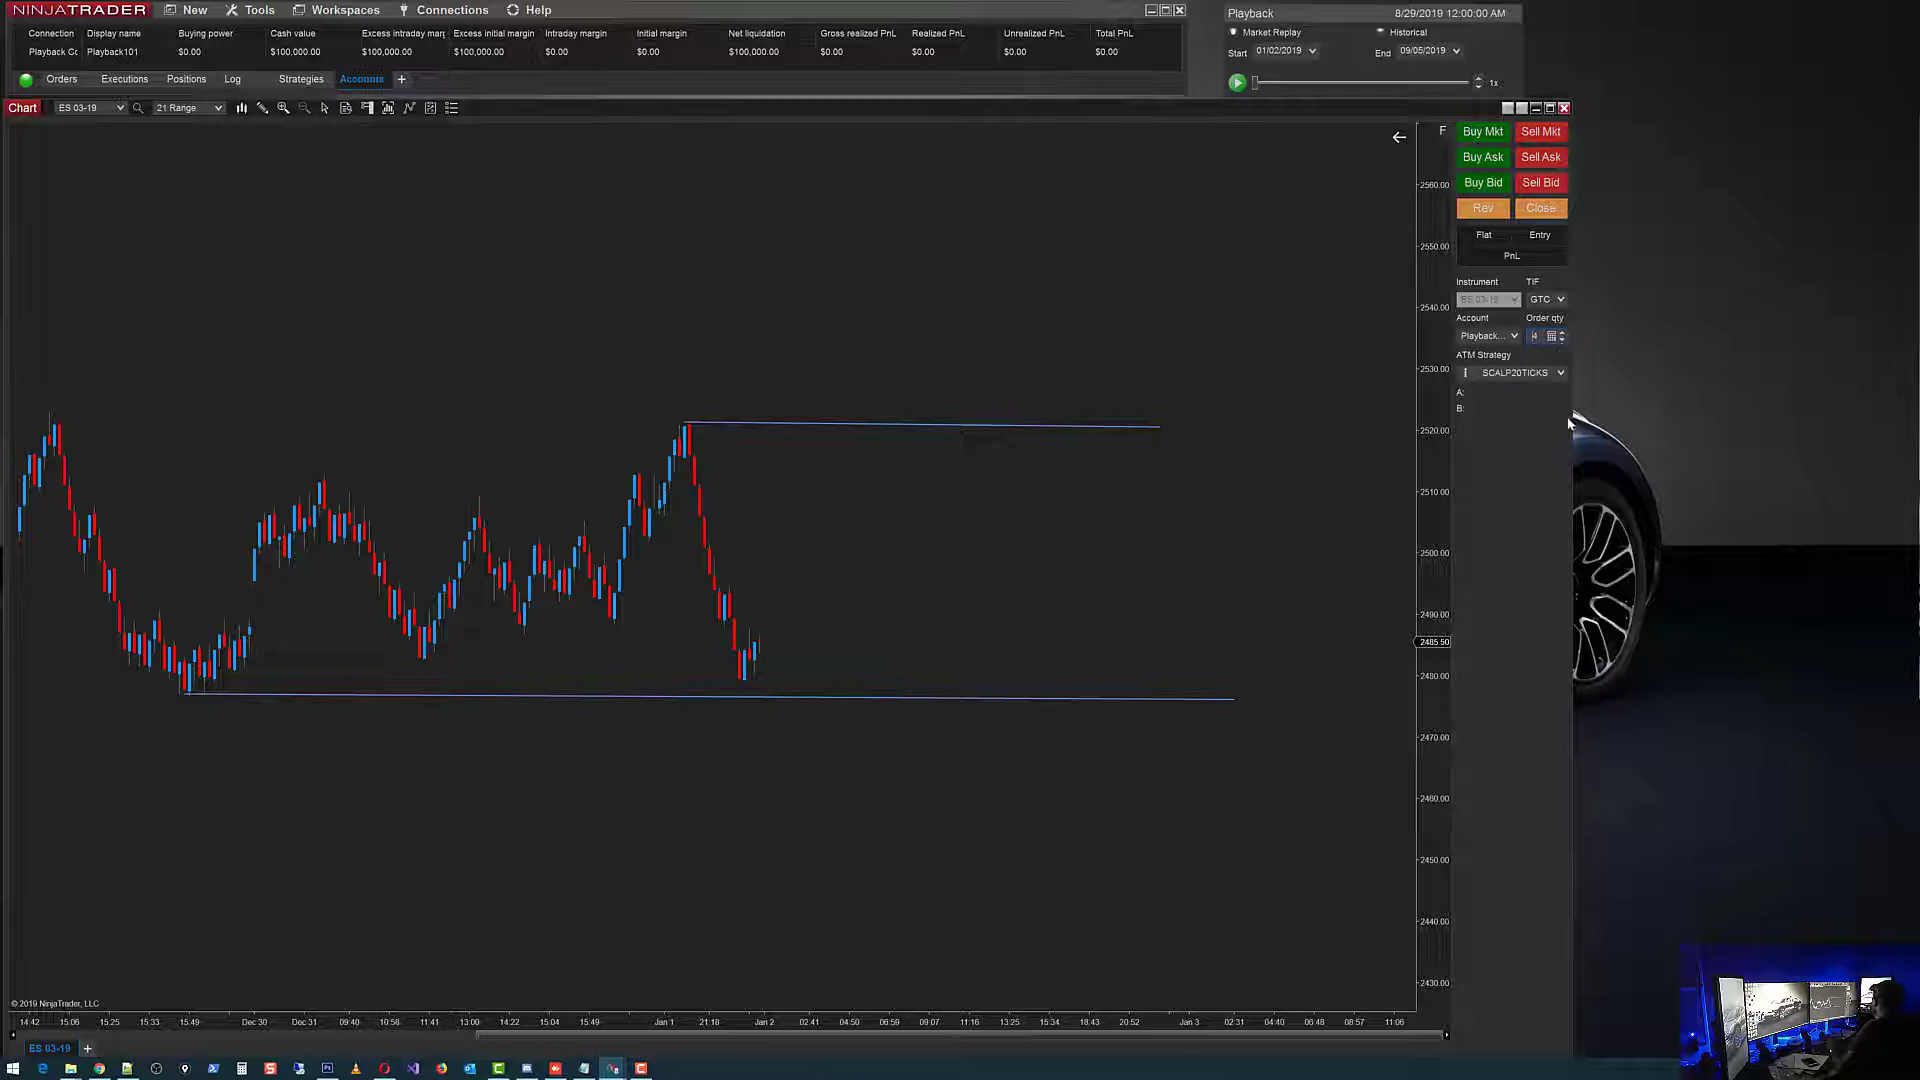 NINJATRADER New Tools Workspaces Connections Help
Connection Display name Buying power Cash value Excess intraday marg Excess initial margin Intraday margin Initial margin Net liquidation Gross realized PnL Realized PnL Unrealized PnL Total PnL
Playback Cc Playback101 $0.00 $100,000.00 $100,000.00 $100,000.00 $0.00 $0.00 $100,000.00 $0.00 $0.00 $0.00 $0.00
Orders Executions Positions Log Strategies Accounts +
Playback 8/29/2019 12:00:00 AM
Market Replay Historical
Start 01/02/2019 End 09/05/2019
1x
Chart ES 03-19 21 Range
F
2560.00
2550.00
2540.00
2530.00
2520.00
2510.00
2500.00
2490.00
2485.50
2480.00
2470.00
2460.00
2450.00
2440.00
2430.00
Buy Mkt Sell Mkt
Buy Ask Sell Ask
Buy Bid Sell Bid
Rev Close
Flat Entry
PnL
Instrument TIF
ES 03-19 GTC
Account Order qty
Playback... 4
ATM Strategy
SCALP20TICKS
A:
B:
© 2019 NinjaTrader, LLC
14:42 15:06 15:25 15:33 15:49 Dec 30 Dec 31 09:40 10:58 11:41 13:00 14:22 15:04 15:49 Jan 1 21:18 Jan 2 02:41 04:50 06:59 09:07 11:16 13:25 15:34 18:43 20:52 Jan 3 02:31 04:40 06:48 08:57 11:06
ES 03-19 +